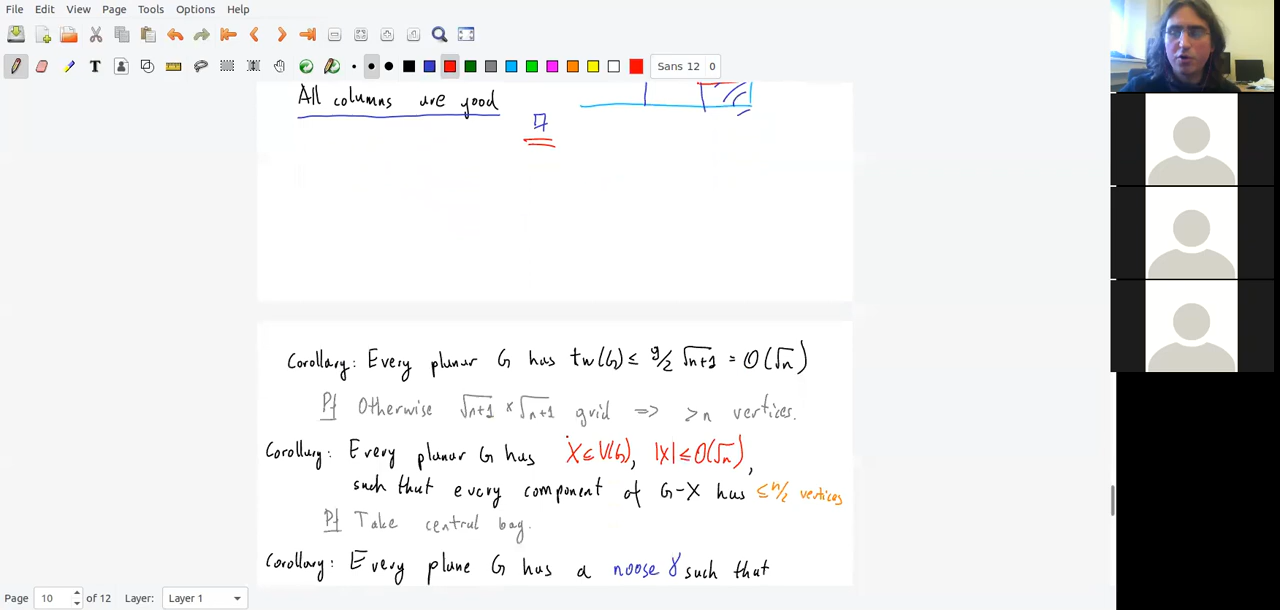 File Edit View Page Tools Options Help
T Sans 12 0
All columns are good
Corollary: Every planar G has tw(G) ≤ 9/2 √n+1 = O(√n)
Pf Otherwise √n+1 × √n+1 grid => >n vertices.
Corollary: Every planar G has X ⊆ V(G), |X| ≤ O(√n),
such that every component of G-X has ≤ n/2 vertices
Pf Take central bag.
Corollary: Every plane G has a noose γ such that
Page 10 of 12 Layer: Layer 1